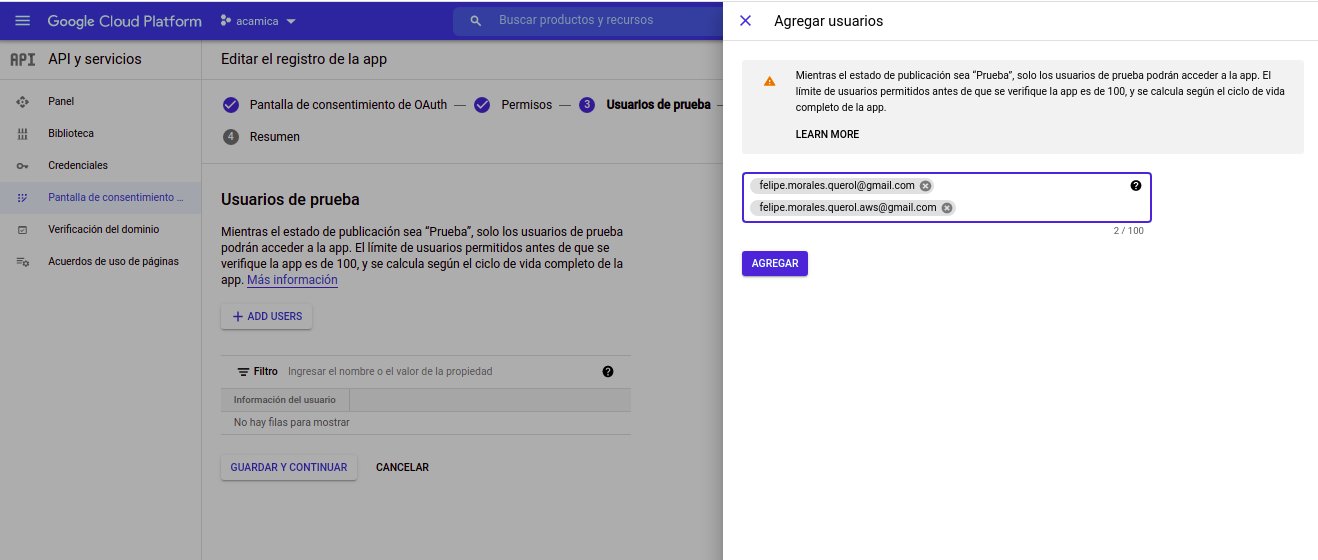 Google Cloud Platform
acamica
Buscar productos y recursos
API
API y servicios
Panel
Biblioteca
Credenciales
Pantalla de consentimiento ...
Verificación del dominio
Acuerdos de uso de páginas
Editar el registro de la app
Pantalla de consentimiento de OAuth
Permisos
3 Usuarios de prueba
4 Resumen
Usuarios de prueba
Mientras el estado de publicación sea “Prueba”, solo los usuarios de prueba
podrán acceder a la app. El límite de usuarios permitidos antes de que se
verifique la app es de 100, y se calcula según el ciclo de vida completo de la
app. Más información
+ ADD USERS
Filtro Ingresar el nombre o el valor de la propiedad
Información del usuario
No hay filas para mostrar
GUARDAR Y CONTINUAR CANCELAR
Agregar usuarios
Mientras el estado de publicación sea “Prueba”, solo los usuarios de prueba podrán acceder a la app. El
límite de usuarios permitidos antes de que se verifique la app es de 100, y se calcula según el ciclo de vida
completo de la app.
LEARN MORE
felipe.morales.querol@gmail.com
felipe.morales.querol.aws@gmail.com
2 / 100
AGREGAR